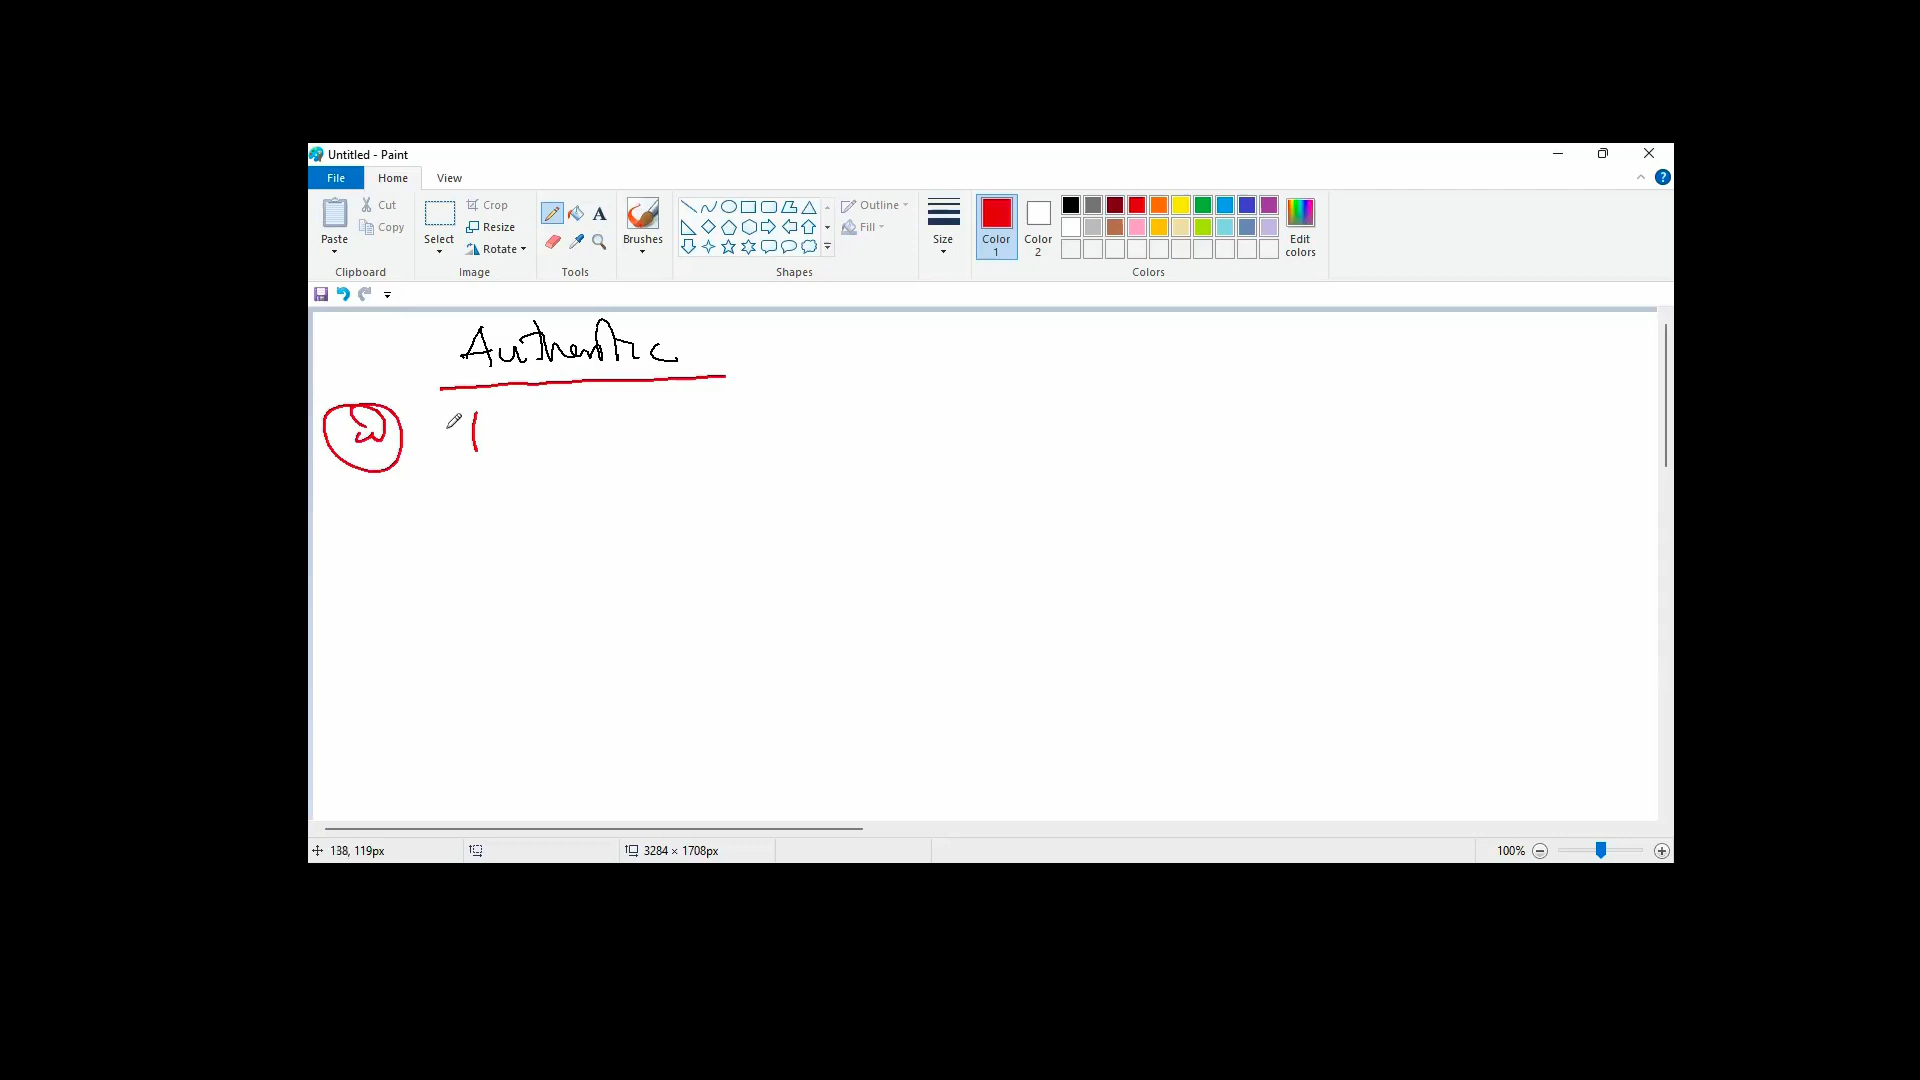 Untitled - Paint
File Home View
Paste
Cut
Copy
Clipboard
Select
Crop
Resize
Rotate
Image
A
Tools
Brushes
Shapes
Outline
Fill
Size
Color 1
Color 2
Edit colors
Colors
Authentic
138, 119px
3284 × 1708px
100%